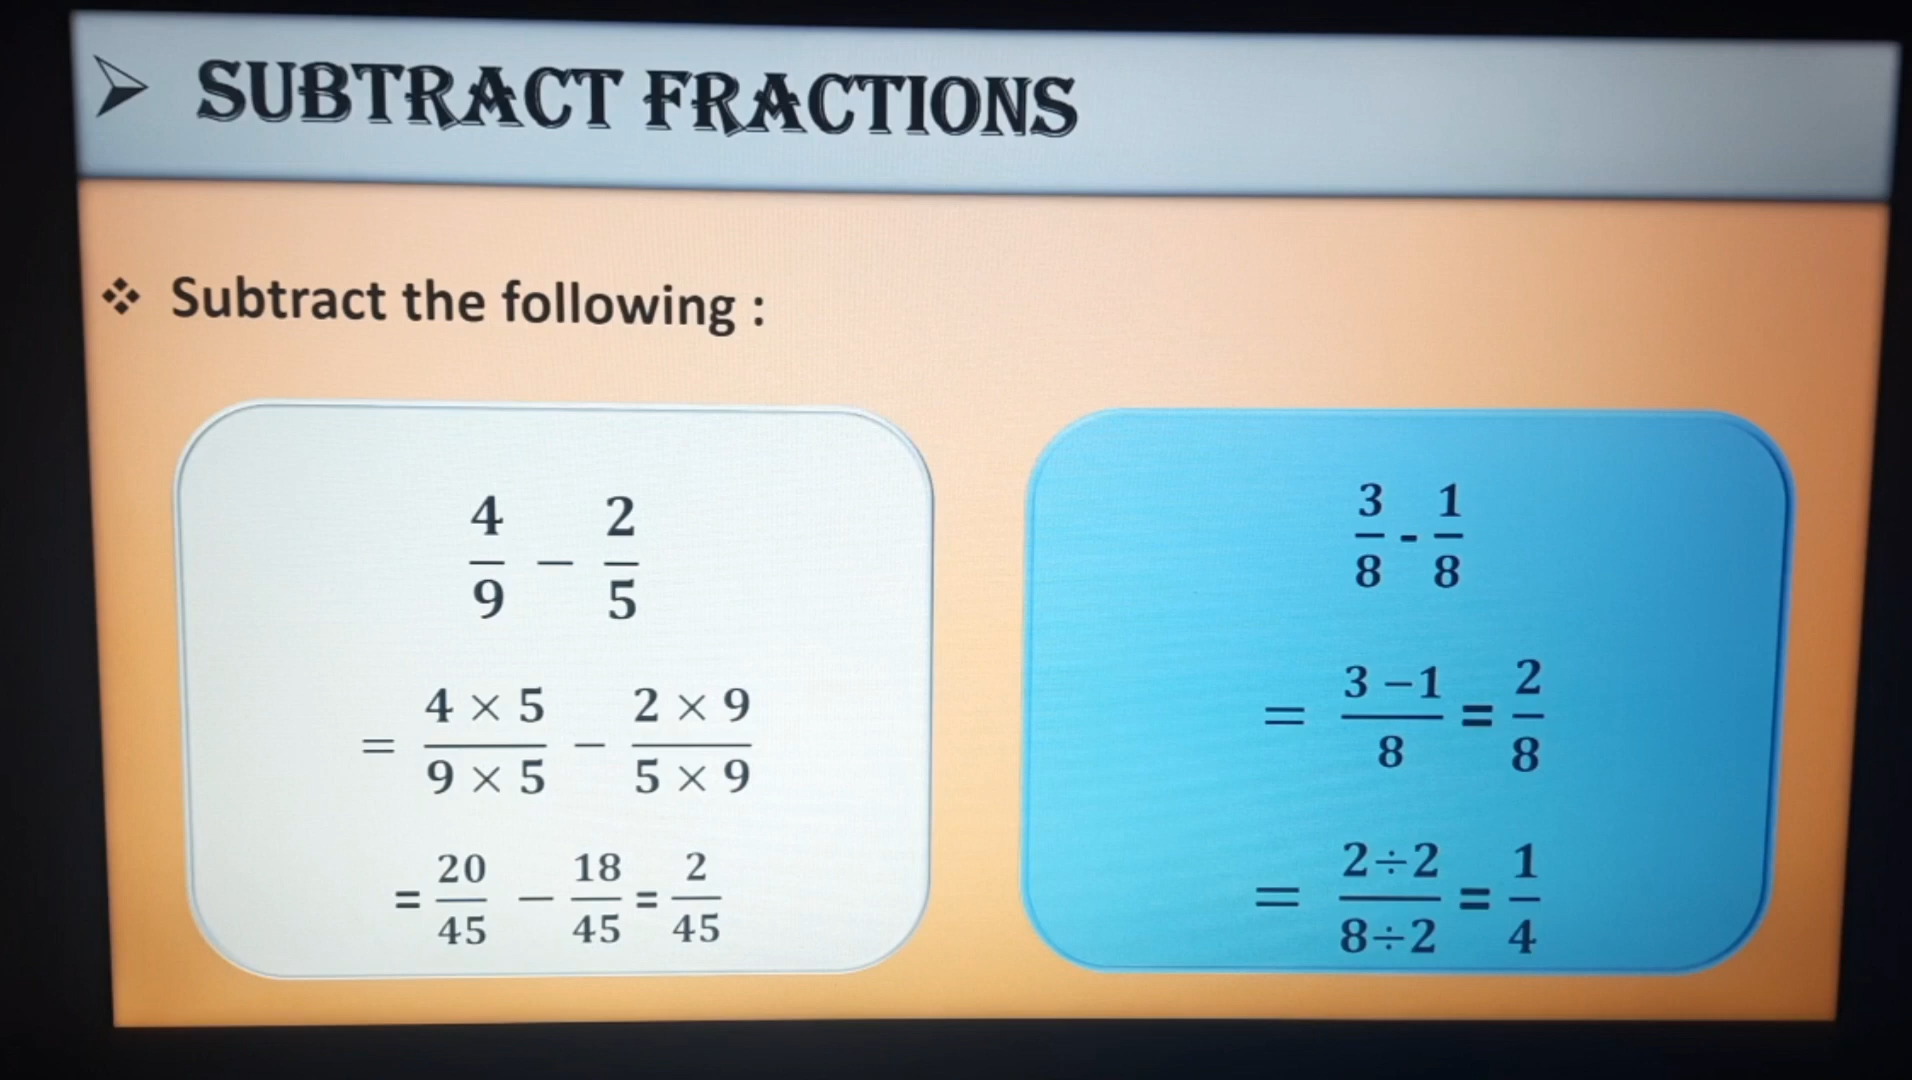 SUBTRACT FRACTIONS
Subtract the following :
4/9 − 2/5
= 4 × 5/9 × 5 − 2 × 9/5 × 9
= 20/45 − 18/45 = 2/45
3/8 - 1/8
= 3 − 1/8 = 2/8
= 2÷2/8÷2 = 1/4